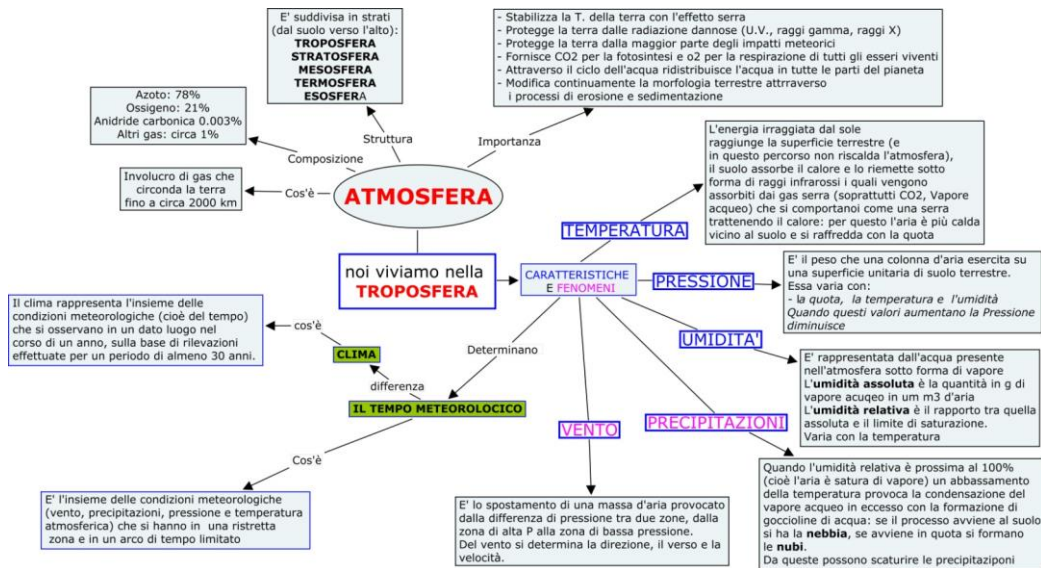 E' suddivisa in strati
(dal suolo verso l'alto):
TROPOSFERA
STRATOSFERA
MESOSFERA
TERMOSFERA
ESOSFERA
- Stabilizza la T. della terra con l'effetto serra
- Protegge la terra dalle radiazione dannose (U.V., raggi gamma, raggi X)
- Protegge la terra dalla maggior parte degli impatti meteorici
- Fornisce CO2 per la fotosintesi e o2 per la respirazione di tutti gli esseri viventi
- Attraverso il ciclo dell'acqua ridistribuisce l'acqua in tutte le parti del pianeta
- Modifica continuamente la morfologia terrestre attrraverso
i processi di erosione e sedimentazione
Azoto: 78%
Ossigeno: 21%
Anidride carbonica 0.003%
Altri gas: circa 1%
Struttura
Importanza
Composizione
Involucro di gas che
circonda la terra
fino a circa 2000 km
Cos'è
ATMOSFERA
L'energia irraggiata dal sole
raggiunge la superficie terrestre (e
in questo percorso non riscalda l'atmosfera),
il suolo assorbe il calore e lo riemette sotto
forma di raggi infrarossi i quali vengono
assorbiti dai gas serra (soprattutti CO2, Vapore
acqueo) che si comportanoi come una serra
trattenendo il calore: per questo l'aria è più calda
vicino al suolo e si raffredda con la quota
TEMPERATURA
noi viviamo nella
TROPOSFERA
CARATTERISTICHE
E FENOMENI
PRESSIONE
E' il peso che una colonna d'aria esercita su
una superficie unitaria di suolo terrestre.
Essa varia con:
- la quota, la temperatura e l'umidità
Quando questi valori aumentano la Pressione
diminuisce
Il clima rappresenta l'insieme delle
condizioni meteorologiche (cioè del tempo)
che si osservano in un dato luogo nel
corso di un anno, sulla base di rilevazioni
effettuate per un periodo di almeno 30 anni.
cos'è
CLIMA
Determinano
UMIDITA'
E' rappresentata dall'acqua presente
nell'atmosfera sotto forma di vapore
L'umidità assoluta è la quantità in g di
vapore acuqeo in um m3 d'aria
L'umidità relativa è il rapporto tra quella
assoluta e il limite di saturazione.
Varia con la temperatura
differenza
IL TEMPO METEOROLOCICO
VENTO
PRECIPITAZIONI
Cos'è
E' l'insieme delle condizioni meteorologiche
(vento, precipitazioni, pressione e temperatura
atmosferica) che si hanno in una ristretta
zona e in un arco di tempo limitato
E' lo spostamento di una massa d'aria provocato
dalla differenza di pressione tra due zone, dalla
zona di alta P alla zona di bassa pressione.
Del vento si determina la direzione, il verso e la
velocità.
Quando l'umidità relativa è prossima al 100%
(cioè l'aria è satura di vapore) un abbassamento
della temperatura provoca la condensazione del
vapore acqueo in eccesso con la formazione di
goccioline di acqua: se il processo avviene al suolo
si ha la nebbia, se avviene in quota si formano
le nubi.
Da queste possono scaturire le precipitaziponi